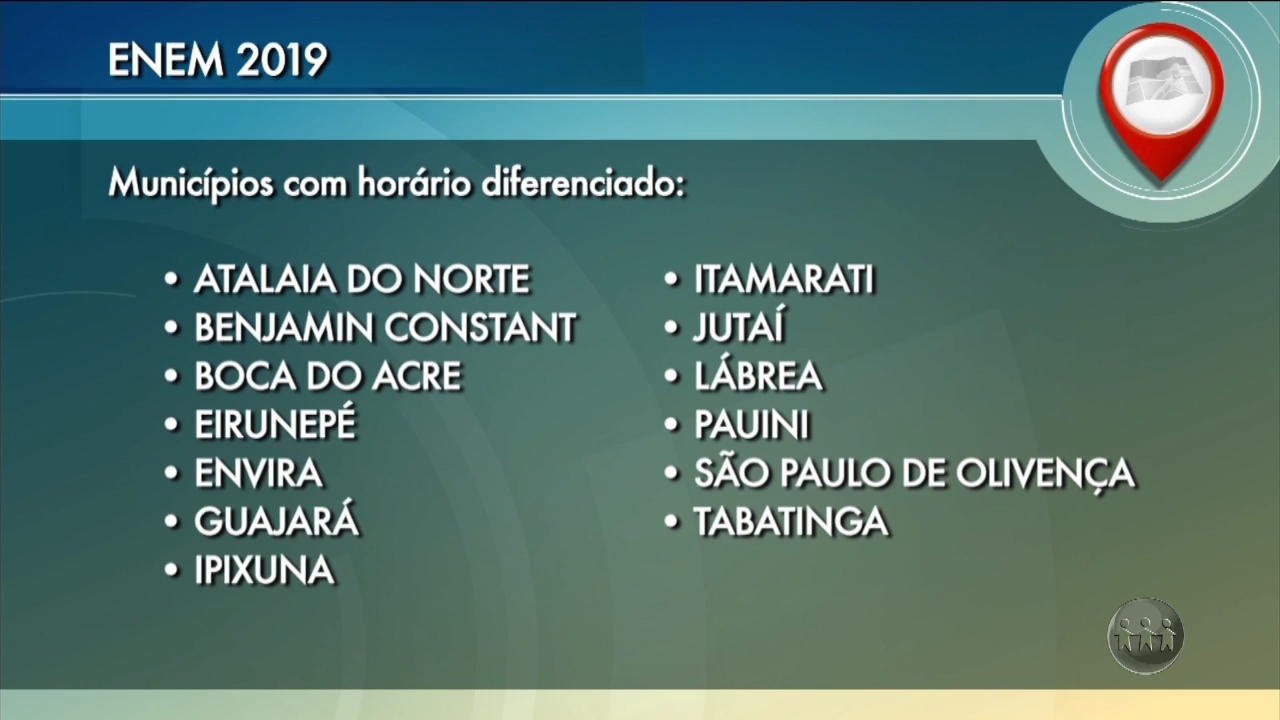 ENEM 2019
Municípios com horário diferenciado:
• ATALAIA DO NORTE
• BENJAMIN CONSTANT
• BOCA DO ACRE
• EIRUNEPÉ
• ENVIRA
• GUAJARÁ
• IPIXUNA
• ITAMARATI
• JUTAÍ
• LÁBREA
• PAUINI
• SÃO PAULO DE OLIVENÇA
• TABATINGA